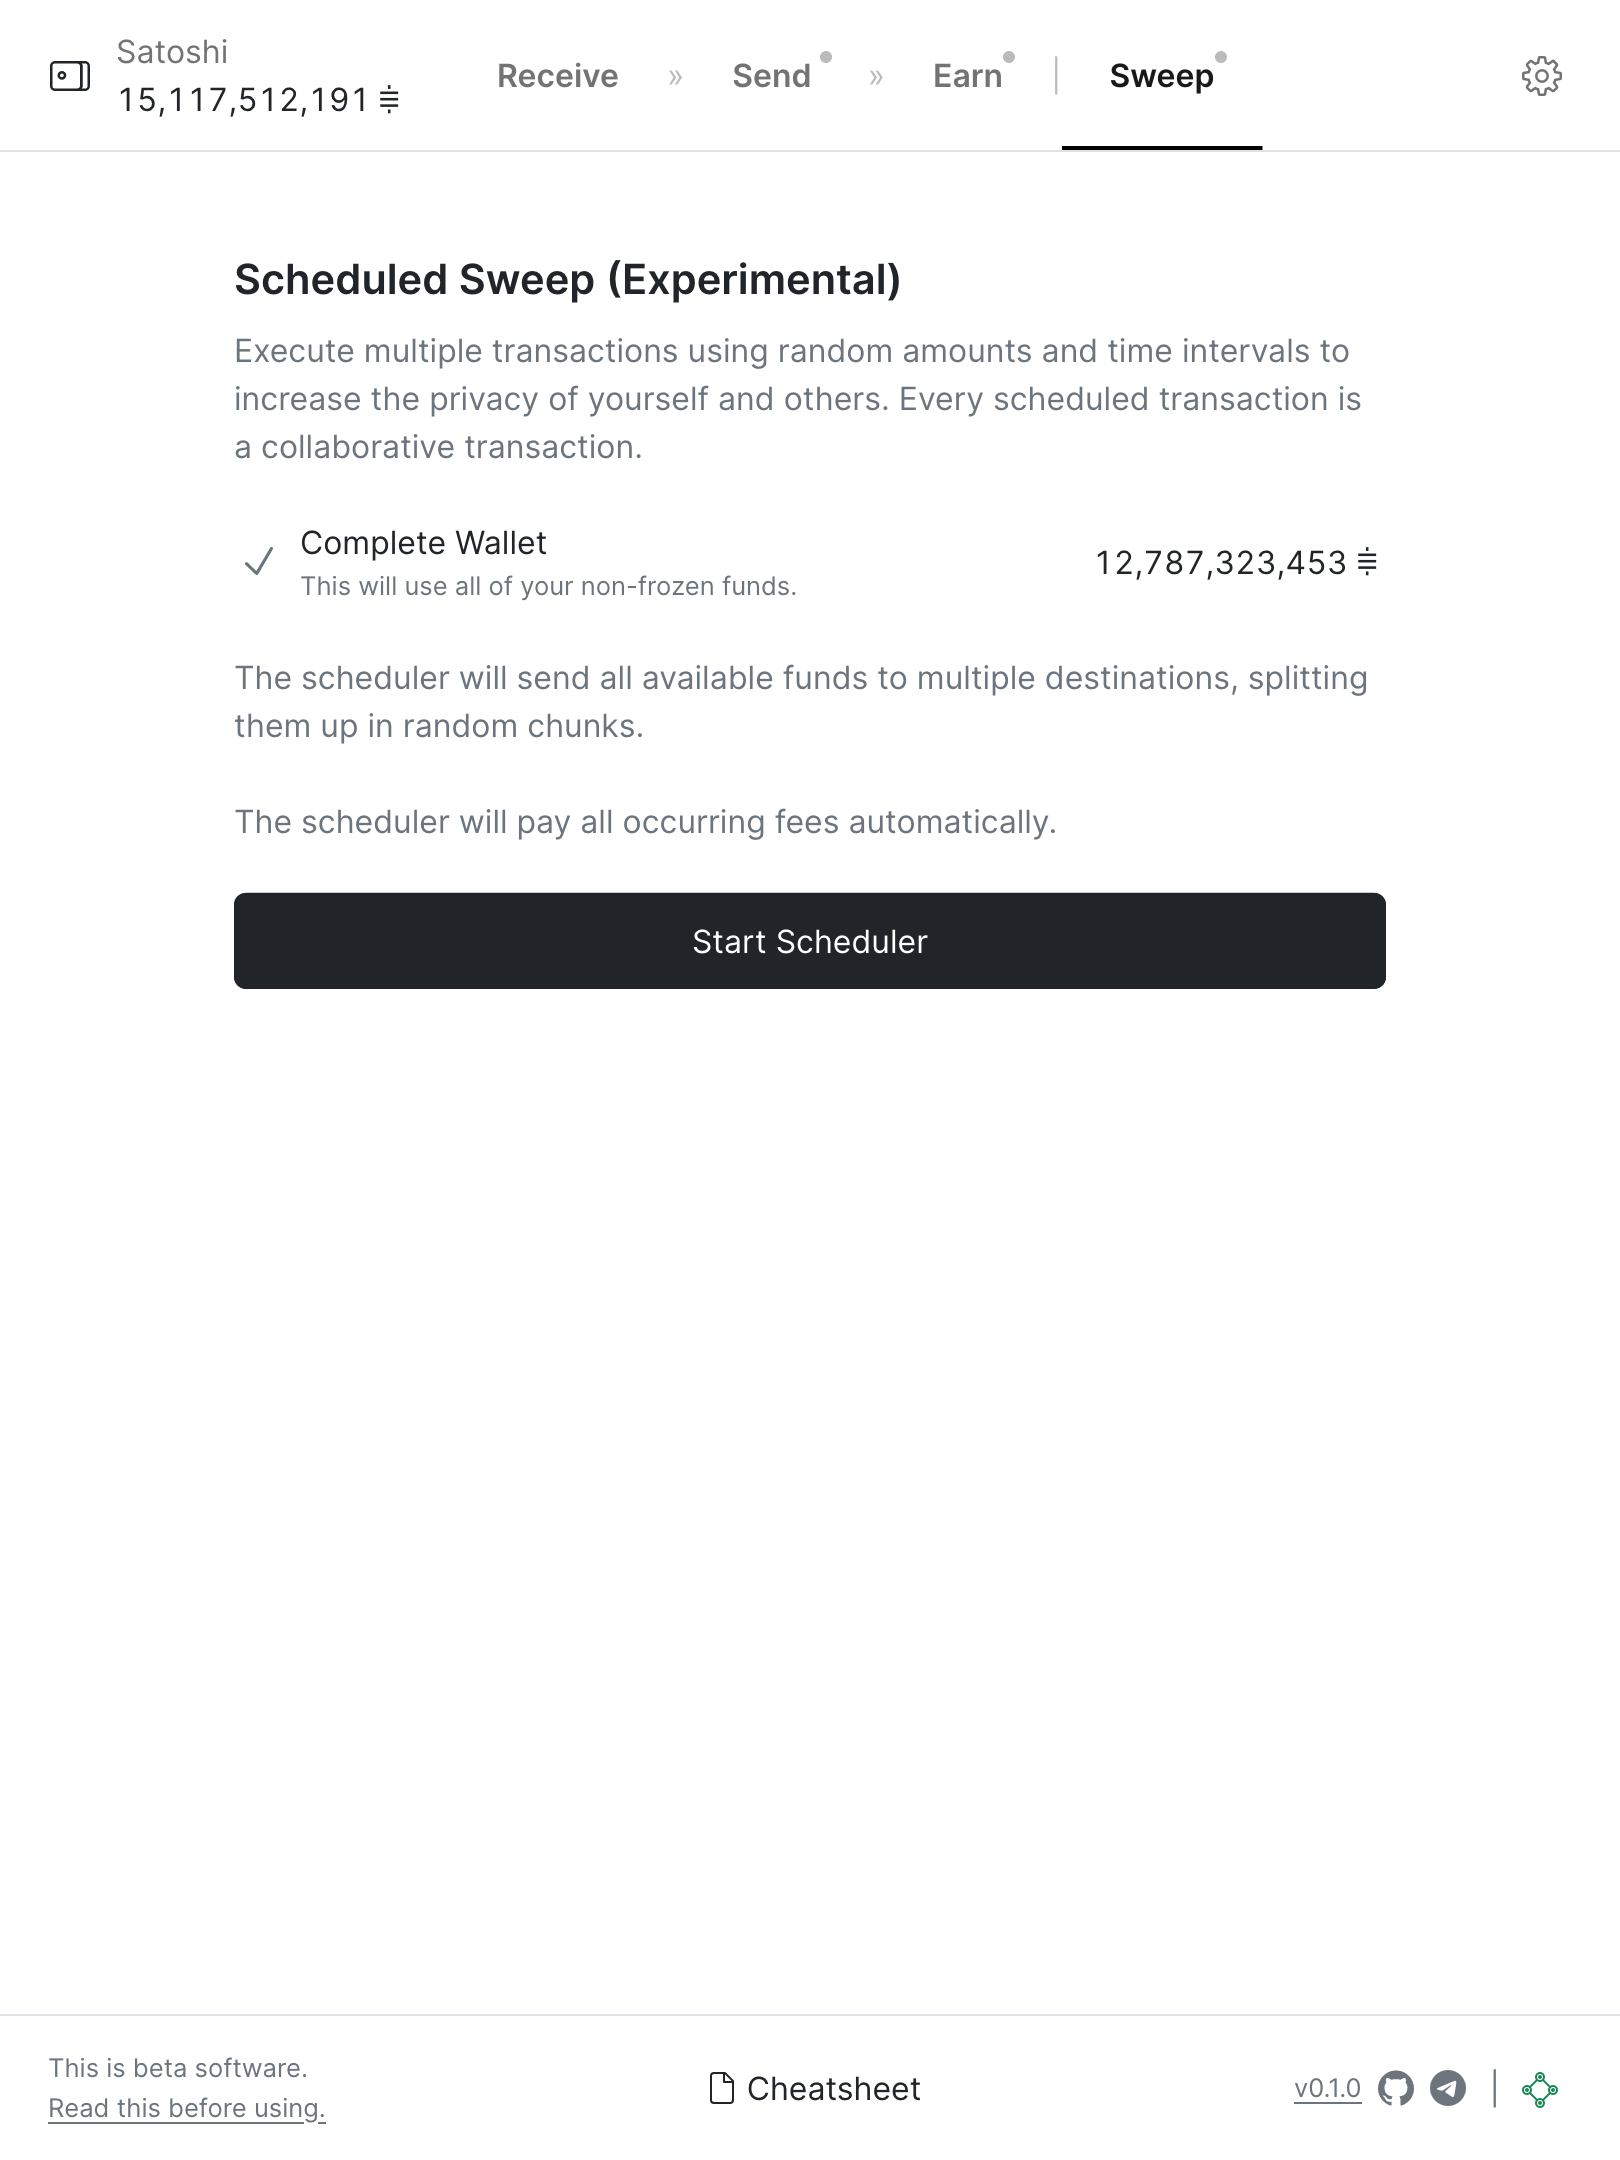 Satoshi
15,117,512,191
Receive » Send » Earn | Sweep
Scheduled Sweep (Experimental)
Execute multiple transactions using random amounts and time intervals to
increase the privacy of yourself and others. Every scheduled transaction is
a collaborative transaction.
Complete Wallet
This will use all of your non-frozen funds.
12,787,323,453
The scheduler will send all available funds to multiple destinations, splitting
them up in random chunks.
The scheduler will pay all occurring fees automatically.
Start Scheduler
This is beta software.
Read this before using.
Cheatsheet
v0.1.0